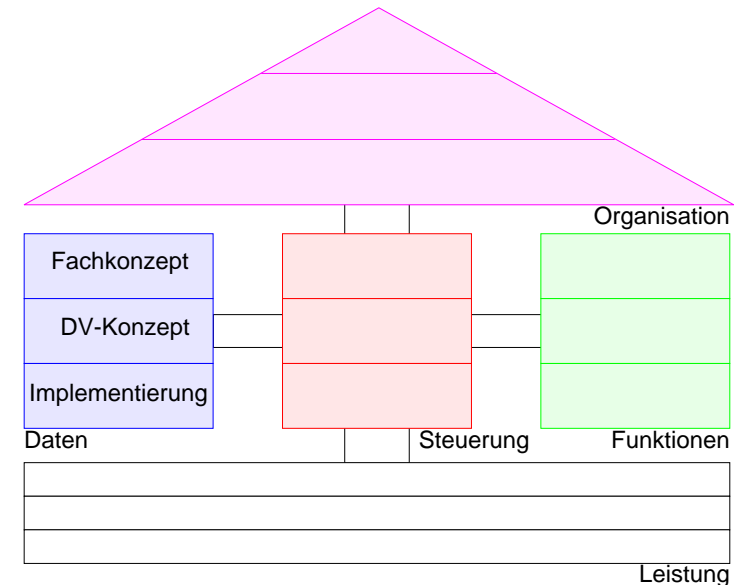 Organisation
Fachkonzept
DV-Konzept
Implementierung
Daten
Steuerung
Funktionen
Leistung